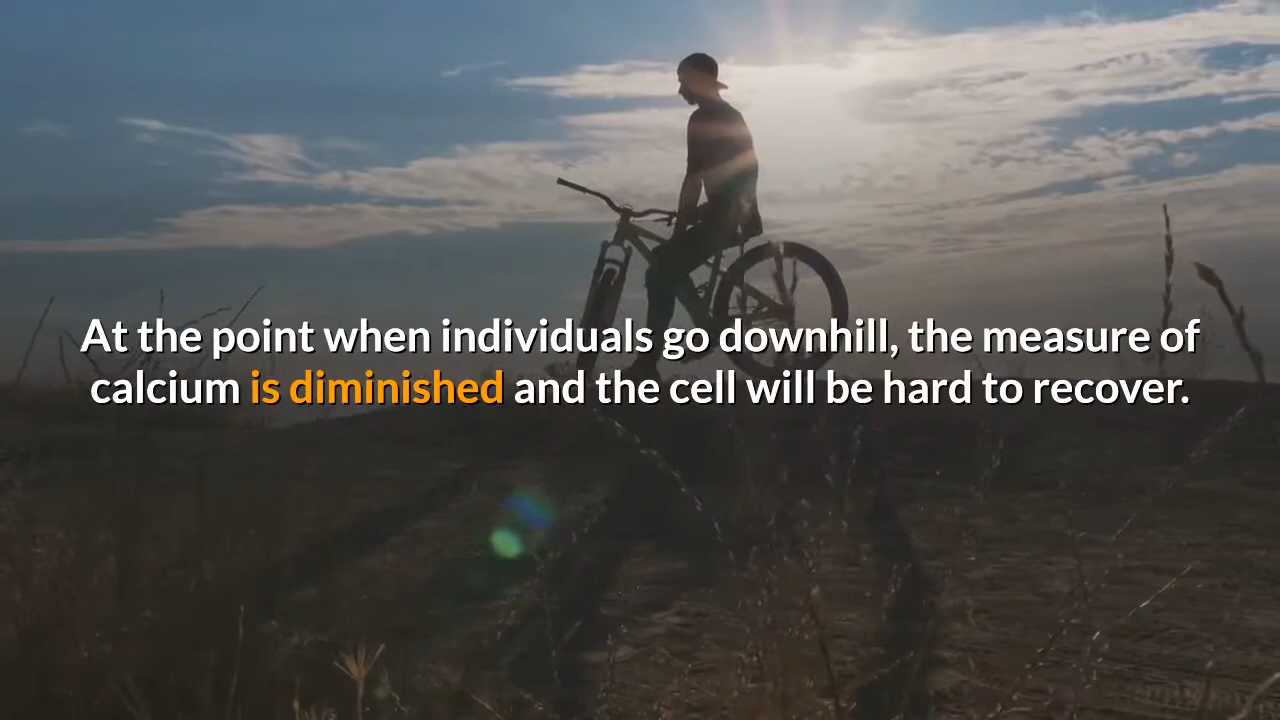 At the point when individuals go downhill, the measure of
calcium is diminished and the cell will be hard to recover.